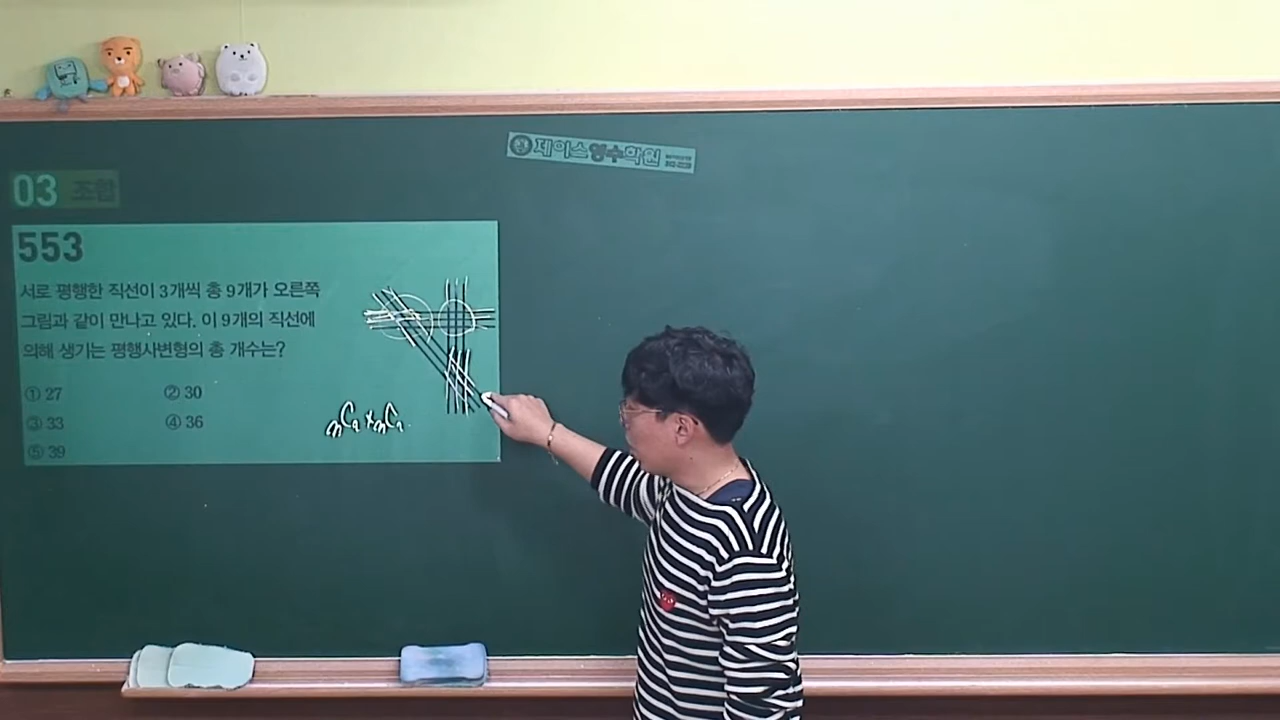 제이스영수학원
03 조합
553
서로 평행한 직선이 3개씩 총 9개가 오른쪽
그림과 같이 만나고 있다. 이 9개의 직선에
의해 생기는 평행사변형의 총 개수는?
① 27 ② 30
③ 33 ④ 36
⑤ 39
₃C₂×₃C₂